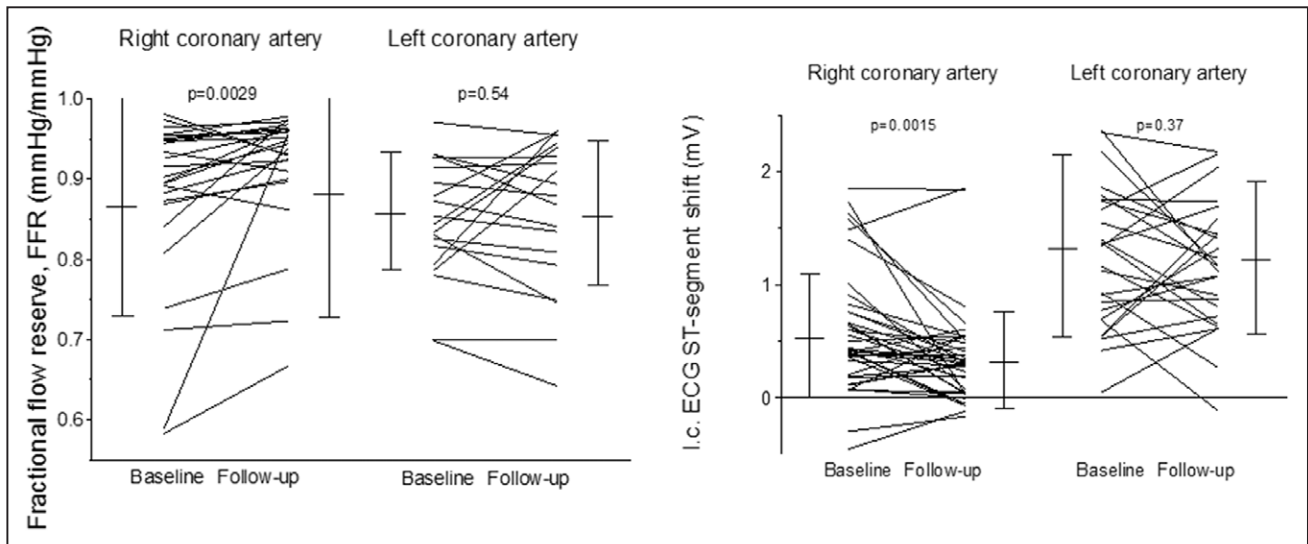 Fractional flow reserve, FFR (mmHg/mmHg)
Right coronary artery
Left coronary artery
p=0.0029
p=0.54
1.0
0.9
0.8
0.7
0.6
Baseline
Follow-up
Baseline
Follow-up
I.c. ECG ST-segment shift (mV)
Right coronary artery
Left coronary artery
p=0.0015
p=0.37
2
1
0
Baseline
Follow-up
Baseline
Follow-up